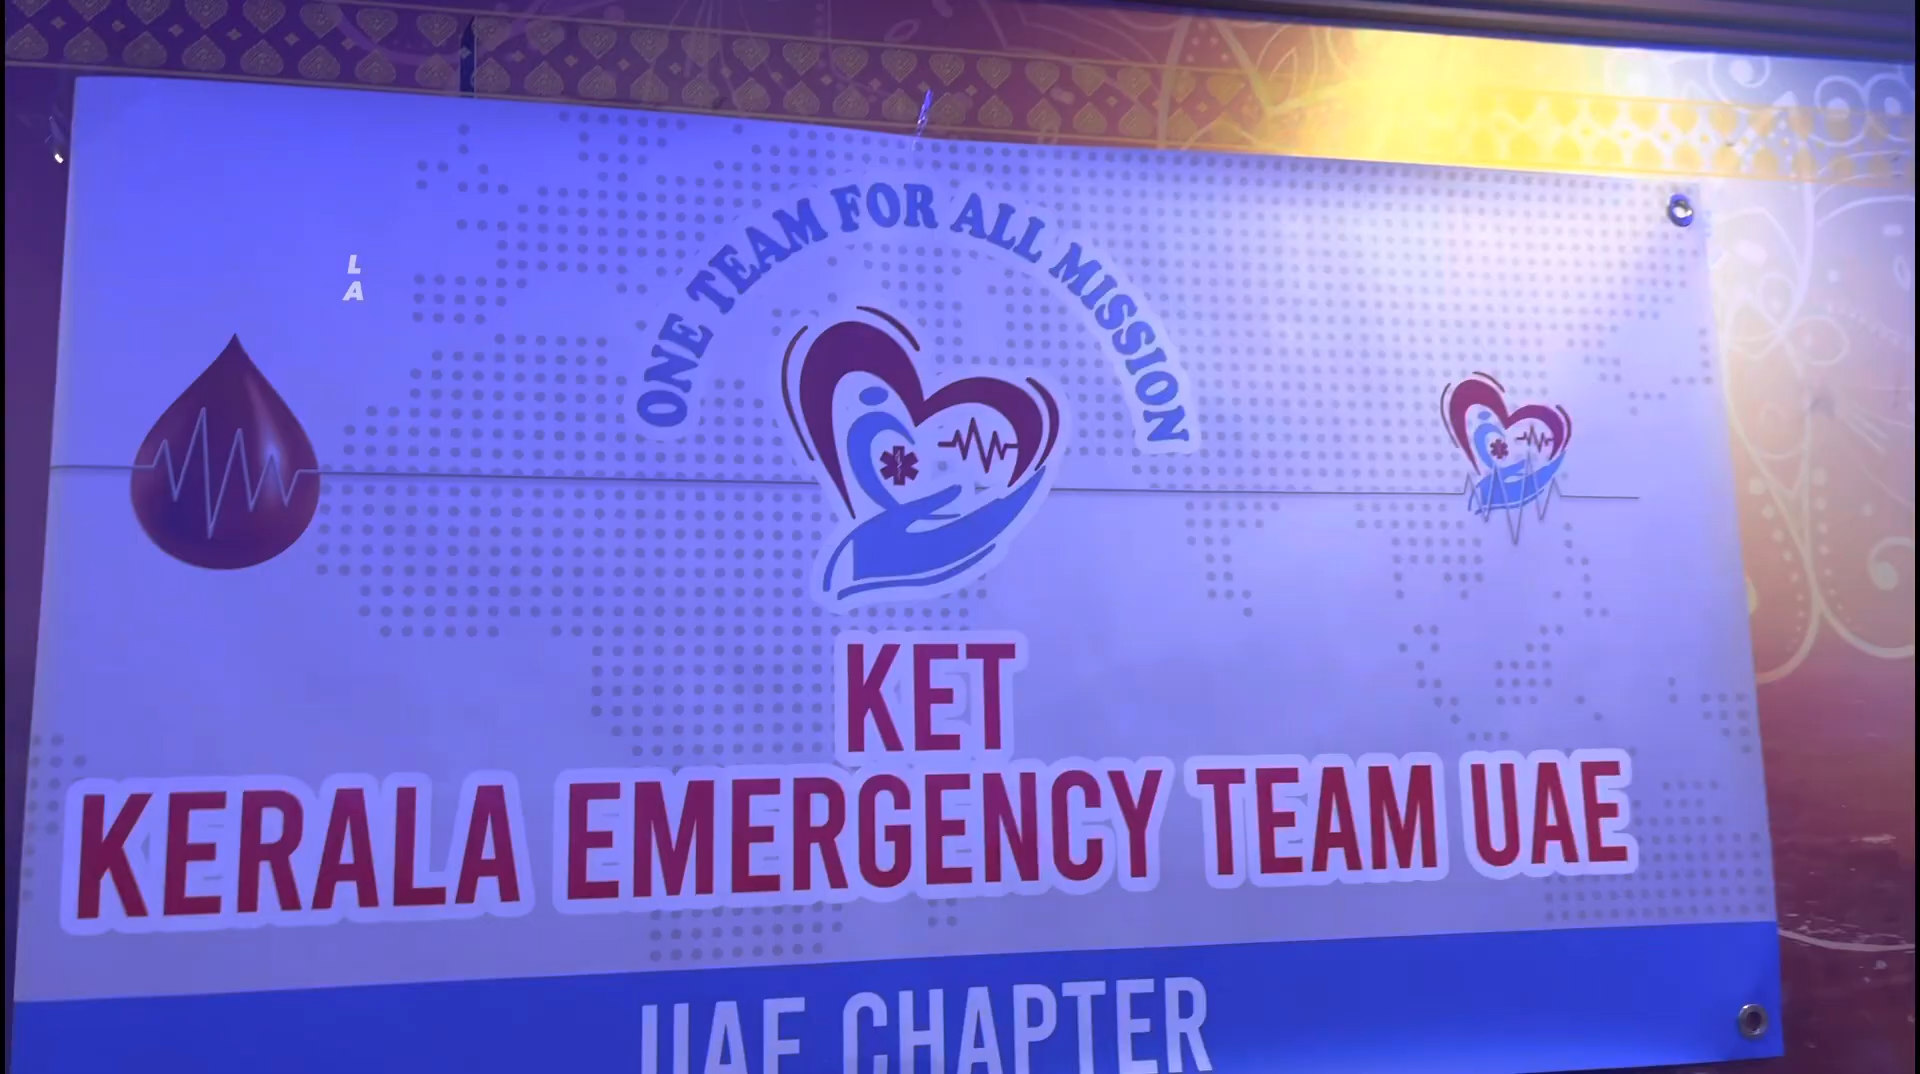 L
A
ONE TEAM FOR ALL MISSION
KET
KERALA EMERGENCY TEAM UAE
UAE CHAPTER